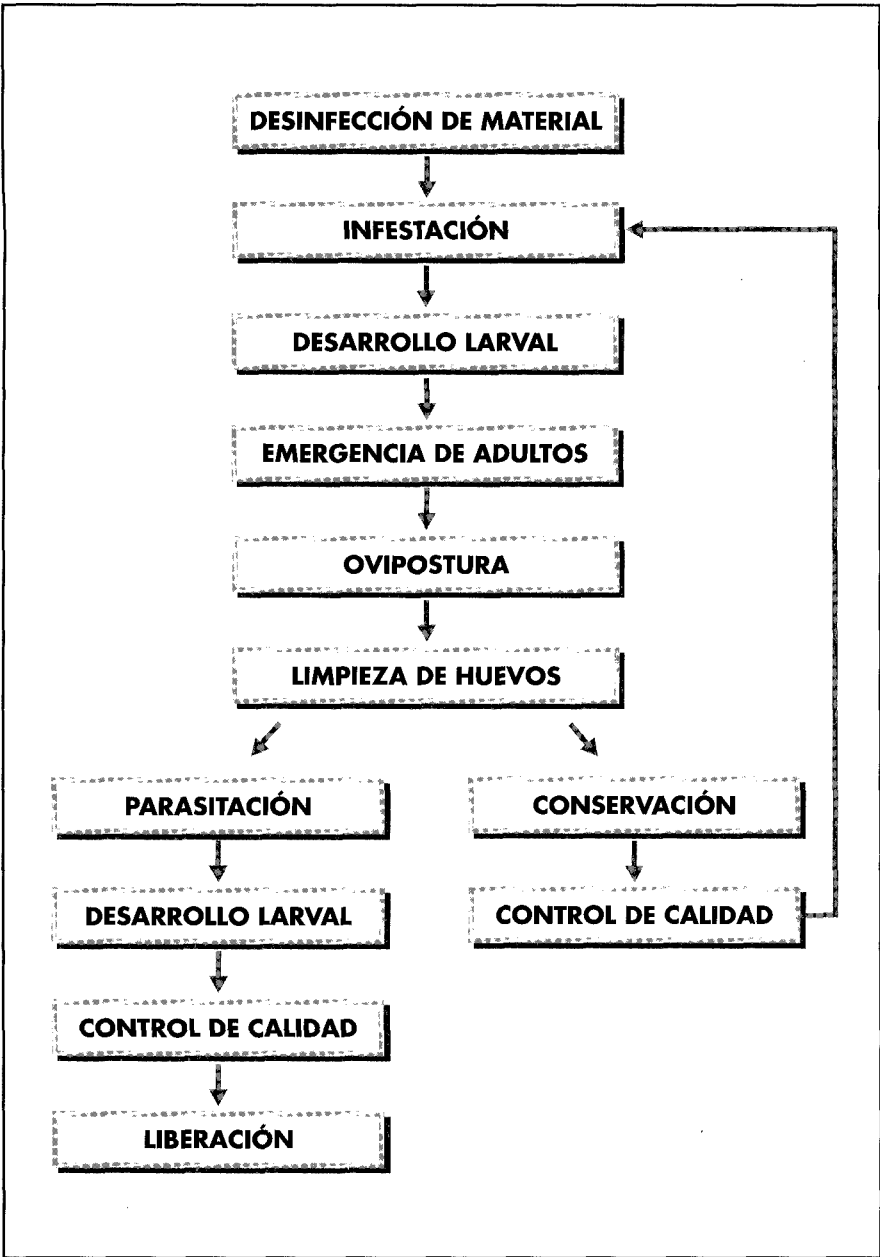 DESINFECCIÓN DE MATERIAL
INFESTACIÓN
DESARROLLO LARVAL
EMERGENCIA DE ADULTOS
OVIPOSTURA
LIMPIEZA DE HUEVOS
PARASITACIÓN
CONSERVACIÓN
DESARROLLO LARVAL
CONTROL DE CALIDAD
CONTROL DE CALIDAD
LIBERACIÓN